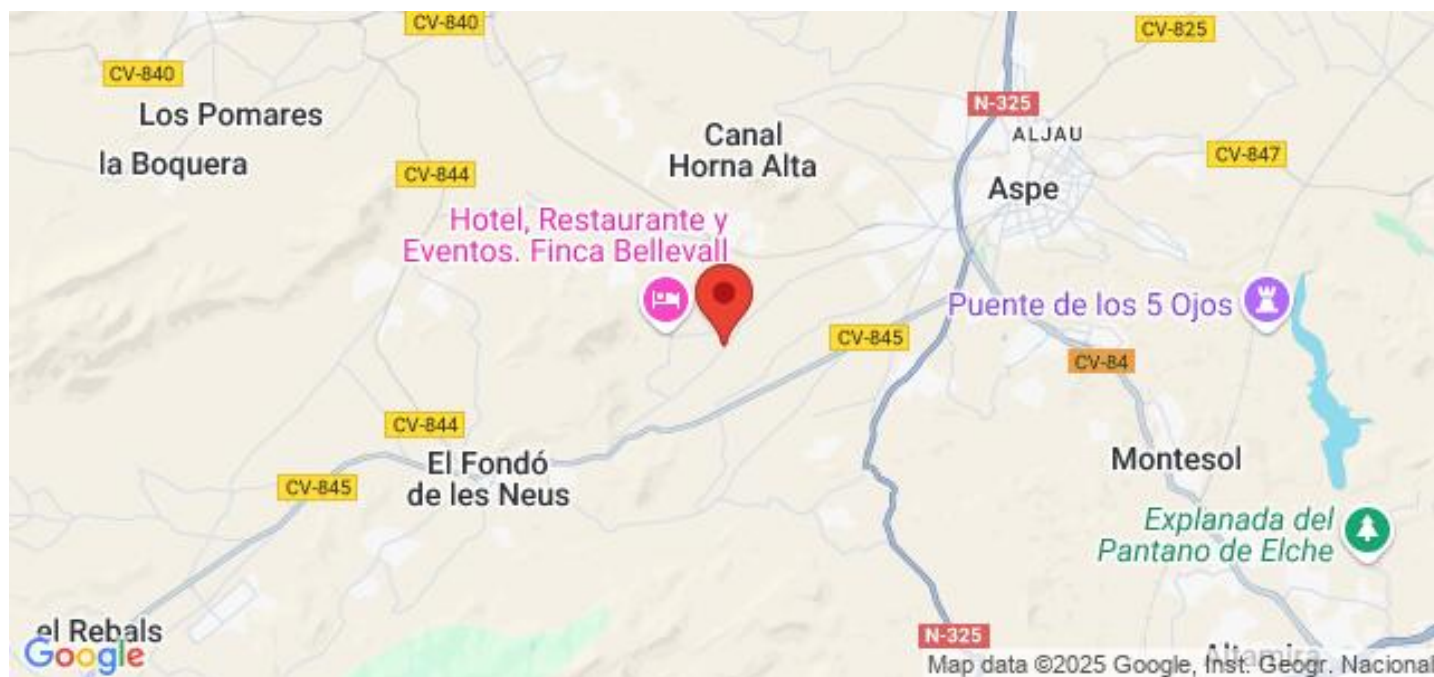 CV-840
CV-825
CV-840
Los Pomares
N-325
ALJAU
Canal
Horna Alta
la Boquera
CV-844
CV-847
Aspe
Hotel, Restaurante y
Eventos. Finca Bellevall
Puente de los 5 Ojos
CV-845
CV-84
CV-844
El Fondó
de les Neus
Montesol
CV-845
Explanada del
Pantano de Elche
el Rebals
Google
N-325
Altamira
Map data ©2025 Google, Inst. Geogr. Nacional